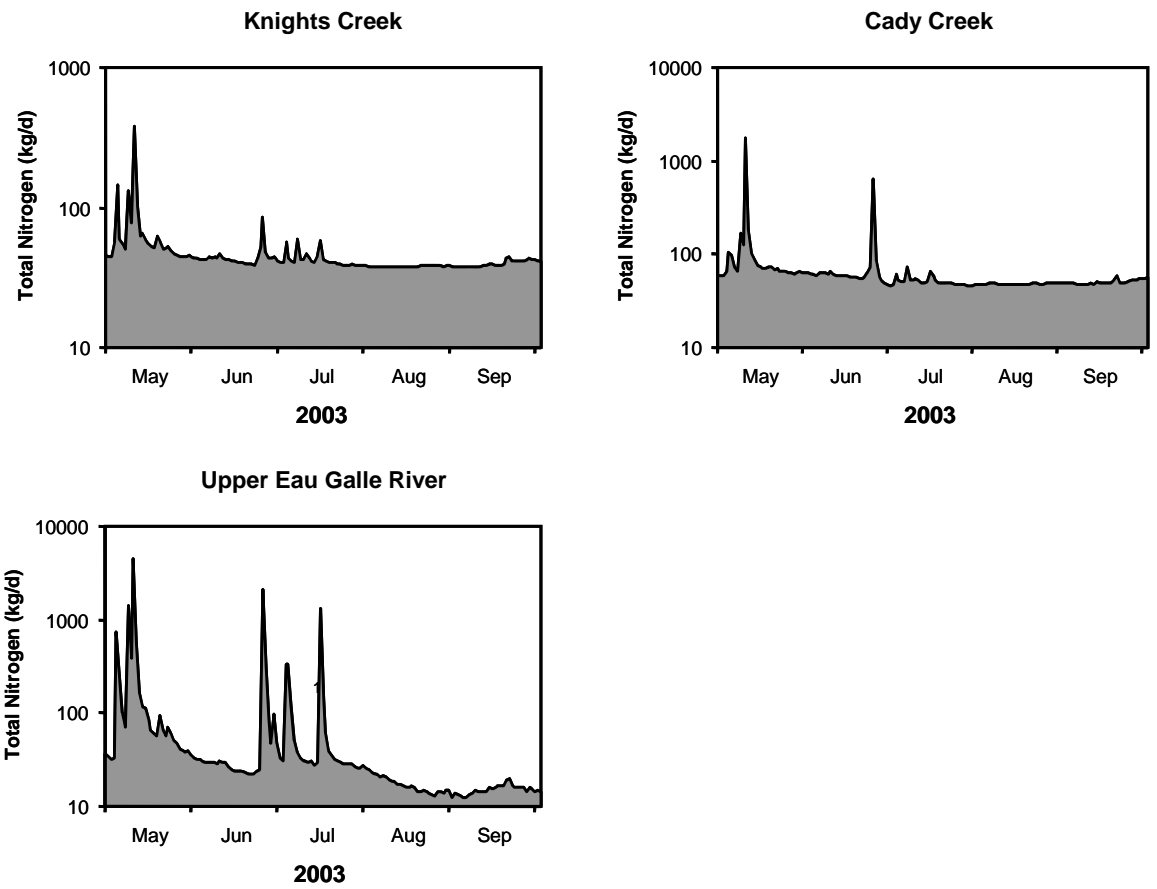 Knights Creek
1000
100
10
Total Nitrogen (kg/d)
May Jun Jul Aug Sep
2003
Cady Creek
10000
1000
100
10
Total Nitrogen (kg/d)
May Jun Jul Aug Sep
2003
Upper Eau Galle River
10000
1000
100
10
Total Nitrogen (kg/d)
May Jun Jul Aug Sep
2003